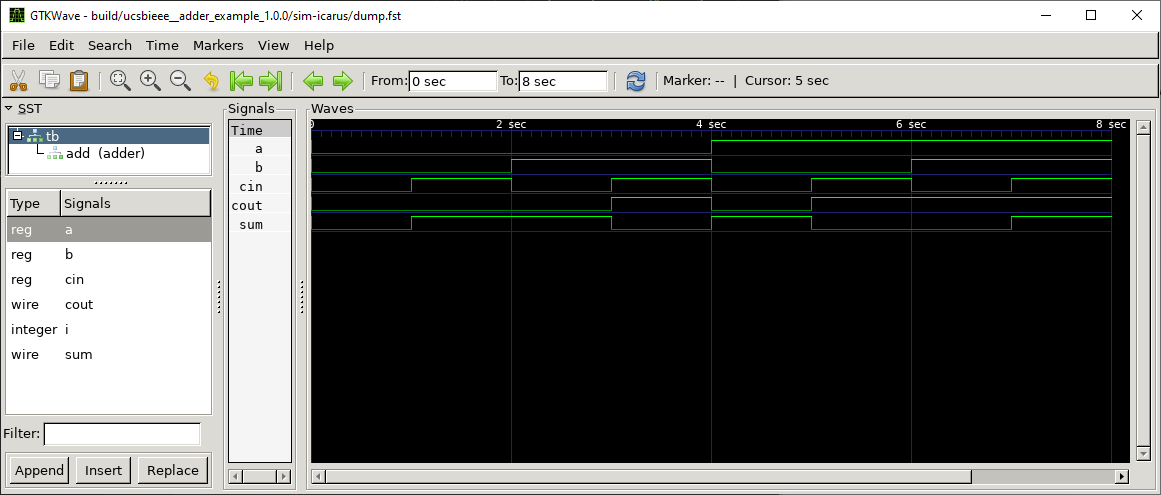 GTKWave - build/ucsbieee__adder_example_1.0.0/sim-icarus/dump.fst
File Edit Search Time Markers View Help
From: 0 sec To: 8 sec Marker: -- | Cursor: 5 sec
SST
tb
add (adder)
Type Signals
reg a
reg b
reg cin
wire cout
integer i
wire sum
Filter:
Append Insert Replace
Signals
Time
a
b
cin
cout
sum
Waves
0 2 sec 4 sec 6 sec 8 sec